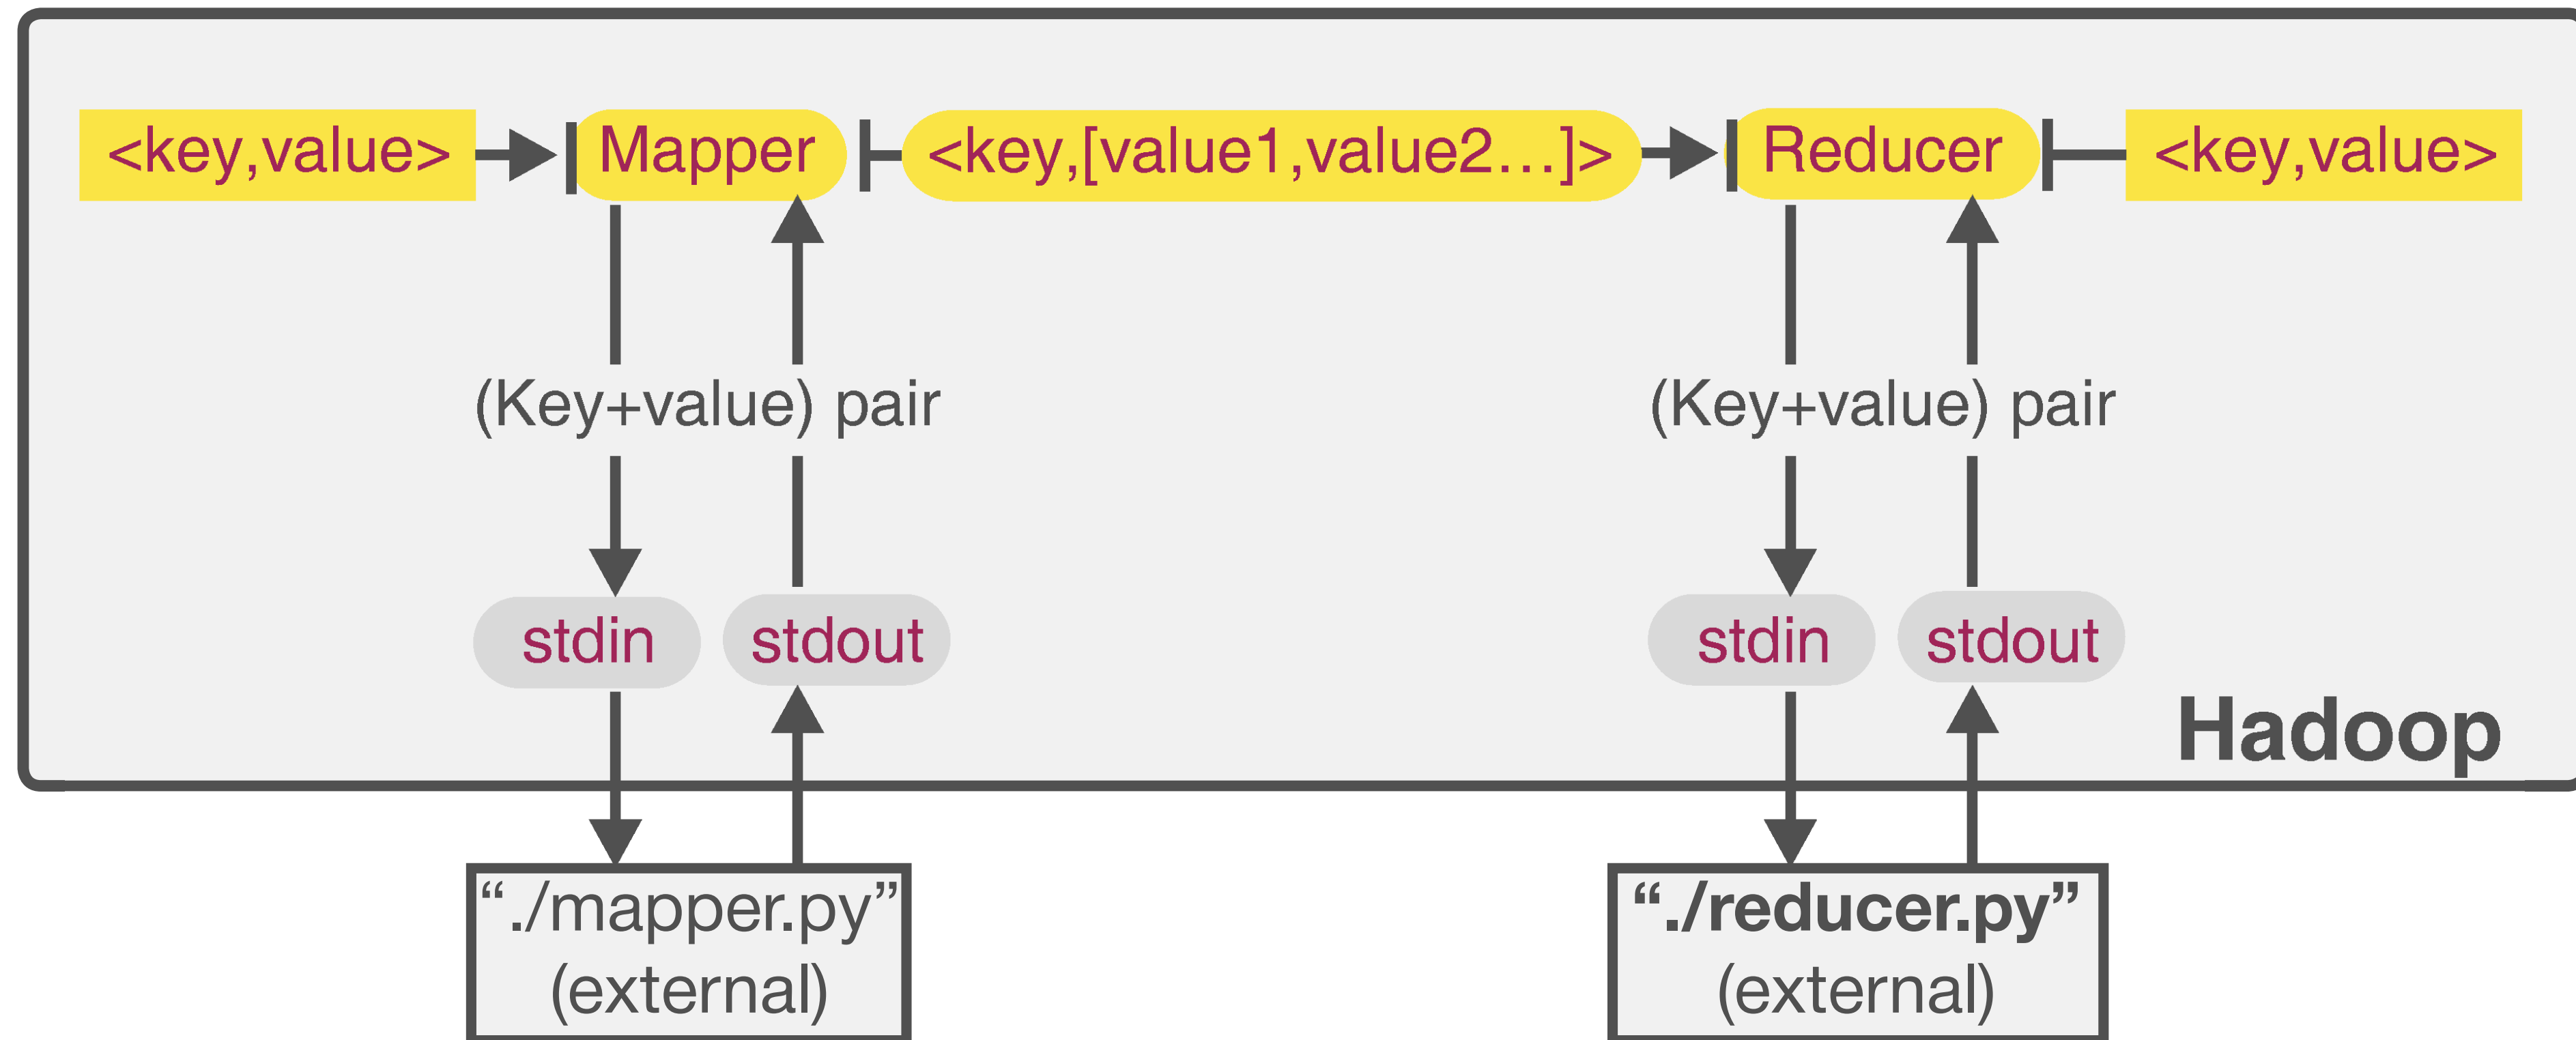 <key,value>
Mapper
<key,[value1,value2...]>
Reducer
<key,value>
(Key+value) pair
(Key+value) pair
stdin
stdout
stdin
stdout
Hadoop
“./mapper.py”
(external)
“./reducer.py”
(external)